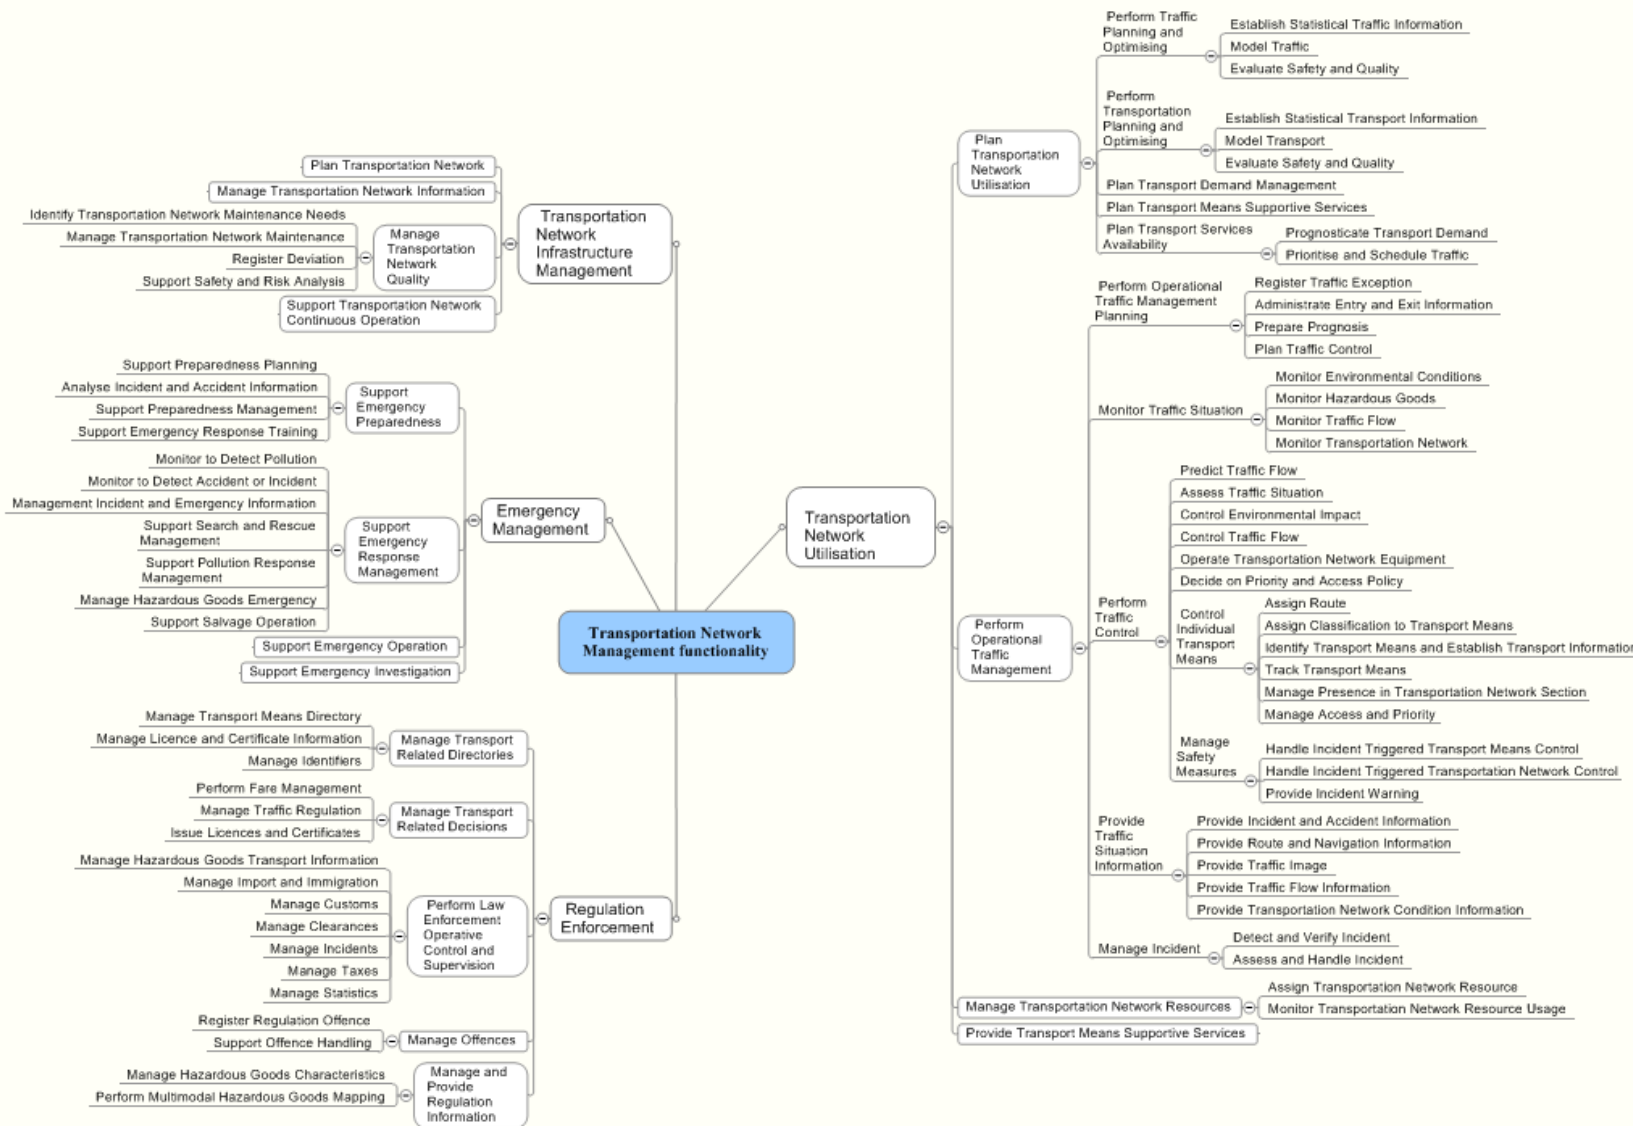 Plan Transportation Network
Manage Transportation Network Information
Identify Transportation Network Maintenance Needs
Manage Transportation Network Maintenance
Register Deviation
Support Safety and Risk Analysis
Manage
Transportation
Network
Quality
Support Transportation Network
Continuous Operation
Transportation
Network
Infrastructure
Management
Support Preparedness Planning
Analyse Incident and Accident Information
Support Preparedness Management
Support Emergency Response Training
Support
Emergency
Preparedness
Monitor to Detect Pollution
Monitor to Detect Accident or Incident
Management Incident and Emergency Information
Support Search and Rescue
Management
Support Pollution Response
Management
Manage Hazardous Goods Emergency
Support Salvage Operation
Support
Emergency
Response
Management
Support Emergency Operation
Support Emergency Investigation
Emergency
Management
Manage Transport Means Directory
Manage Licence and Certificate Information
Manage Identifiers
Manage Transport
Related Directories
Perform Fare Management
Manage Traffic Regulation
Issue Licences and Certificates
Manage Transport
Related Decisions
Manage Hazardous Goods Transport Information
Manage Import and Immigration
Manage Customs
Manage Clearances
Manage Incidents
Manage Taxes
Manage Statistics
Perform Law
Enforcement
Operative
Control and
Supervision
Register Regulation Offence
Support Offence Handling
Manage Offences
Manage Hazardous Goods Characteristics
Perform Multimodal Hazardous Goods Mapping
Manage and
Provide
Regulation
Information
Regulation
Enforcement
Transportation Network
Management functionality
Transportation
Network
Utilisation
Plan
Transportation
Network
Utilisation
Perform Traffic
Planning and
Optimising
Establish Statistical Traffic Information
Model Traffic
Evaluate Safety and Quality
Perform
Transportation
Planning and
Optimising
Establish Statistical Transport Information
Model Transport
Evaluate Safety and Quality
Plan Transport Demand Management
Plan Transport Means Supportive Services
Plan Transport Services
Availability
Prognosticate Transport Demand
Prioritise and Schedule Traffic
Perform
Operational
Traffic
Management
Perform Operational
Traffic Management
Planning
Register Traffic Exception
Administrate Entry and Exit Information
Prepare Prognosis
Plan Traffic Control
Monitor Traffic Situation
Monitor Environmental Conditions
Monitor Hazardous Goods
Monitor Traffic Flow
Monitor Transportation Network
Perform
Traffic
Control
Predict Traffic Flow
Assess Traffic Situation
Control Environmental Impact
Control Traffic Flow
Operate Transportation Network Equipment
Decide on Priority and Access Policy
Control
Individual
Transport
Means
Assign Route
Assign Classification to Transport Means
Identify Transport Means and Establish Transport Information
Track Transport Means
Manage Presence in Transportation Network Section
Manage Access and Priority
Manage
Safety
Measures
Handle Incident Triggered Transport Means Control
Handle Incident Triggered Transportation Network Control
Provide Incident Warning
Provide
Traffic
Situation
Information
Provide Incident and Accident Information
Provide Route and Navigation Information
Provide Traffic Image
Provide Traffic Flow Information
Provide Transportation Network Condition Information
Manage Incident
Detect and Verify Incident
Assess and Handle Incident
Manage Transportation Network Resources
Assign Transportation Network Resource
Monitor Transportation Network Resource Usage
Provide Transport Means Supportive Services